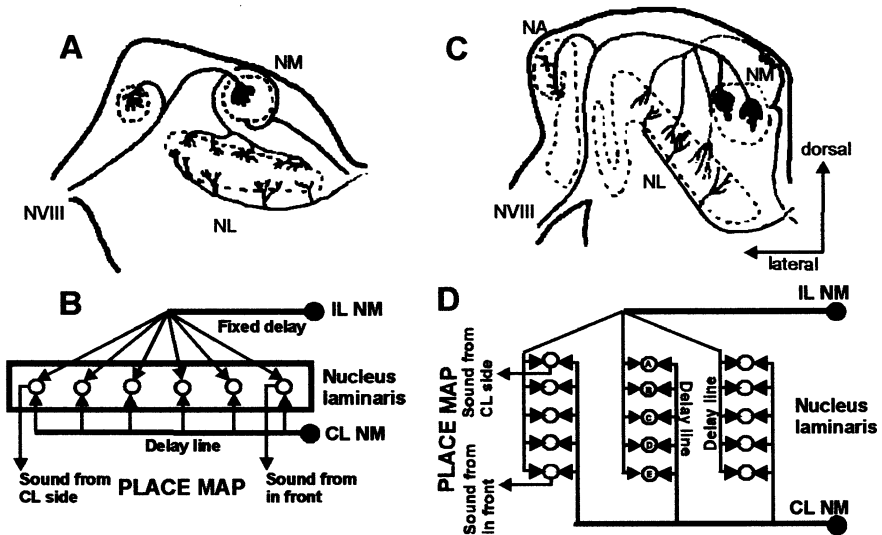 A
NM
NVIII
NL
B
IL NM
Fixed delay
Nucleus
laminaris
Delay line
CL NM
Sound from
CL side
PLACE MAP
Sound from
in front
C
NA
NM
NL
NVIII
dorsal
lateral
D
IL NM
PLACE MAP
Sound from
CL side
Sound from
in front
A
B
C
D
E
Delay line
Delay line
Nucleus
laminaris
CL NM